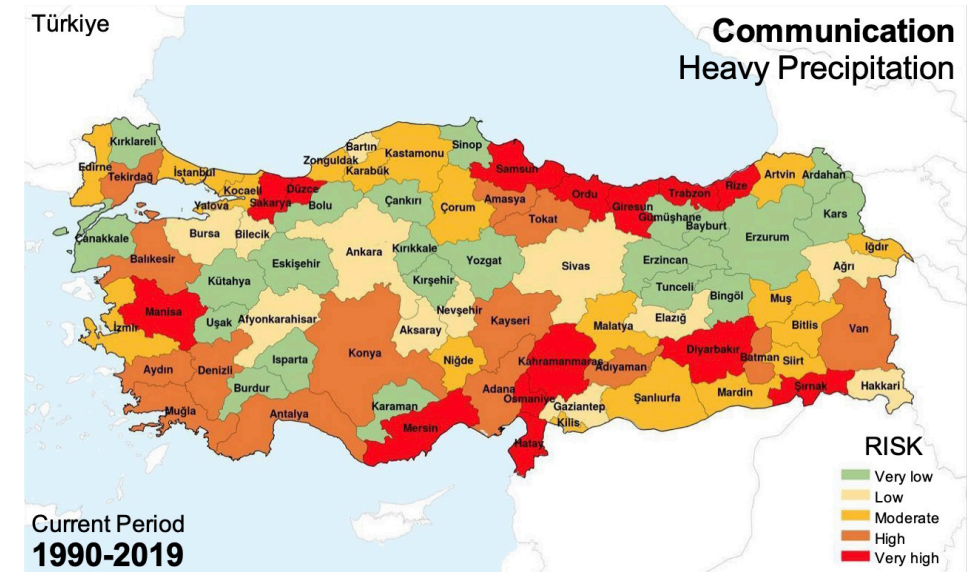 Türkiye
Communication
Heavy Precipitation
Kırklareli
Edirne
Tekirdağ
İstanbul
Kocaeli
Yalova
Sakarya
Düzce
Bolu
Zonguldak
Bartın
Karabük
Kastamonu
Sinop
Çankırı
Çorum
Samsun
Amasya
Tokat
Ordu
Giresun
Gümüşhane
Trabzon
Rize
Bayburt
Artvin
Ardahan
Kars
Erzurum
Iğdır
Ağrı
Çanakkale
Balıkesir
Bursa
Bilecik
Eskişehir
Ankara
Kırıkkale
Kırşehir
Yozgat
Sivas
Erzincan
Tunceli
Bingöl
Muş
Kütahya
Manisa
Uşak
Afyonkarahisar
İzmir
Aksaray
Nevşehir
Kayseri
Malatya
Elazığ
Bitlis
Van
Aydın
Denizli
Isparta
Burdur
Konya
Niğde
Kahramanmaraş
Adıyaman
Diyarbakır
Batman
Siirt
Muğla
Antalya
Karaman
Mersin
Adana
Osmaniye
Gaziantep
Kilis
Hatay
Şanlıurfa
Mardin
Şırnak
Hakkari
RISK
Very low
Low
Moderate
High
Very high
Current Period
1990-2019